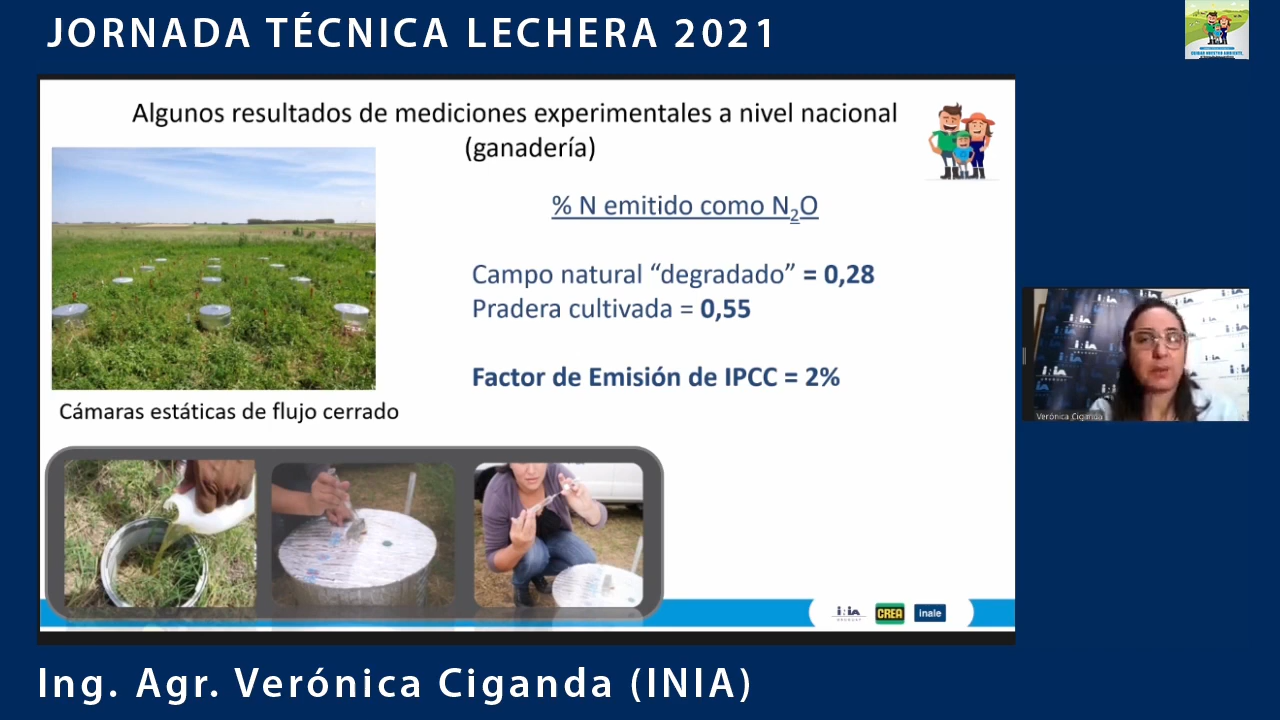 JORNADA TÉCNICA LECHERA 2021
Algunos resultados de mediciones experimentales a nivel nacional
(ganadería)
% N emitido como N₂O
Campo natural “degradado” = 0,28
Pradera cultivada = 0,55
Factor de Emisión de IPCC = 2%
Cámaras estáticas de flujo cerrado
INIA
URUGUAY
CREA
inale
Verónica Ciganda
Ing. Agr. Verónica Ciganda (INIA)